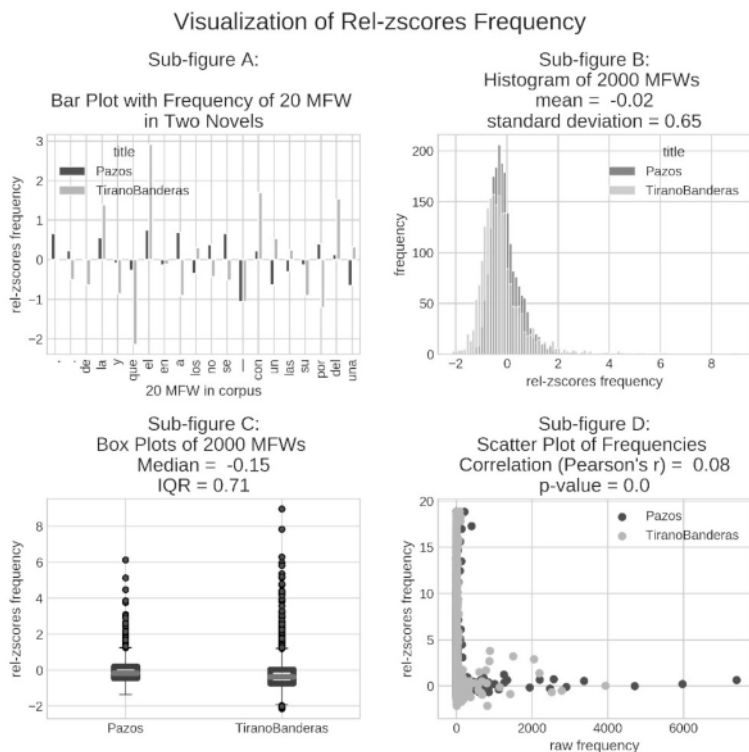 Visualization of Rel-zscores Frequency
Sub-figure A:
Bar Plot with Frequency of 20 MFW
in Two Novels
title
Pazos
TiranoBanderas
rel-zscores frequency
3
2
1
0
−1
−2
,
.
de
la
y
que
el
en
a
los
no
se
—
con
un
las
su
por
del
una
20 MFW in corpus
Sub-figure B:
Histogram of 2000 MFWs
mean = -0.02
standard deviation = 0.65
title
Pazos
TiranoBanderas
frequency
200
150
100
50
0
−2
0
2
4
6
8
rel-zscores frequency
Sub-figure C:
Box Plots of 2000 MFWs
Median = -0.15
IQR = 0.71
rel-zscores frequency
8
6
4
2
0
−2
Pazos
TiranoBanderas
Sub-figure D:
Scatter Plot of Frequencies
Correlation (Pearson's r) = 0.08
p-value = 0.0
Pazos
TiranoBanderas
rel-zscores frequency
20
15
10
5
0
0
2000
4000
6000
raw frequency